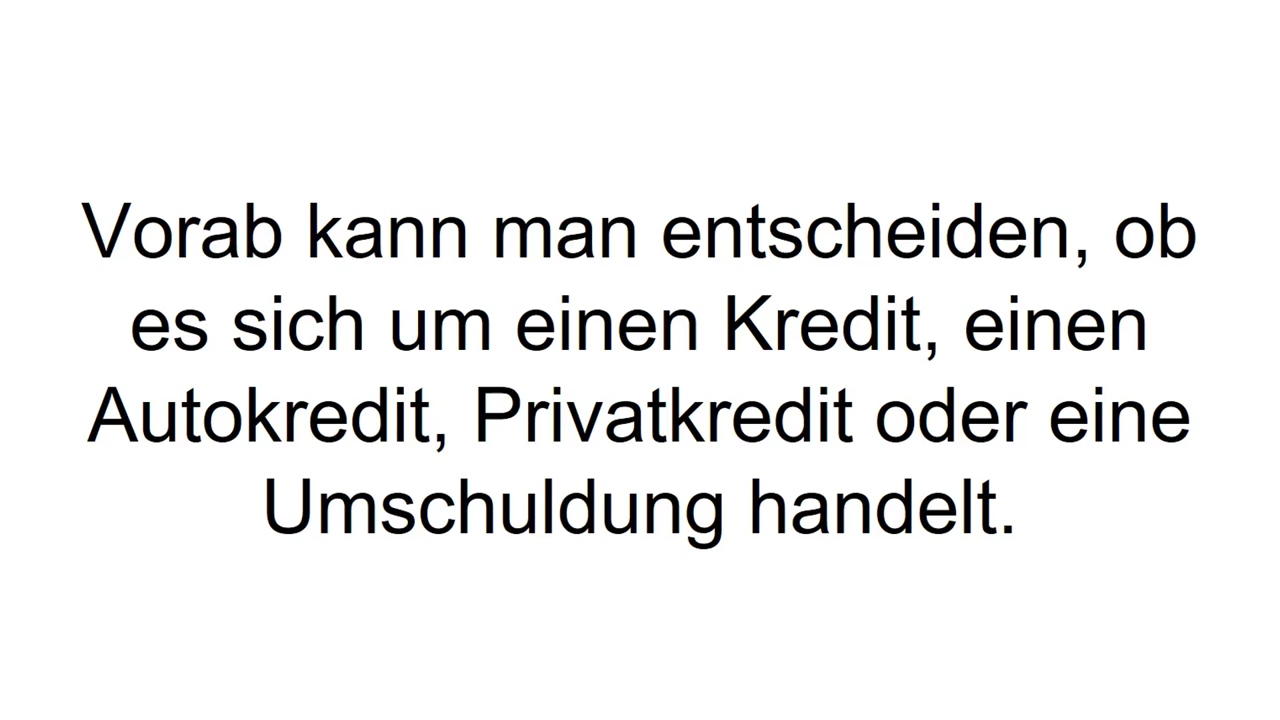 Vorab kann man entscheiden, ob
es sich um einen Kredit, einen
Autokredit, Privatkredit oder eine
Umschuldung handelt.